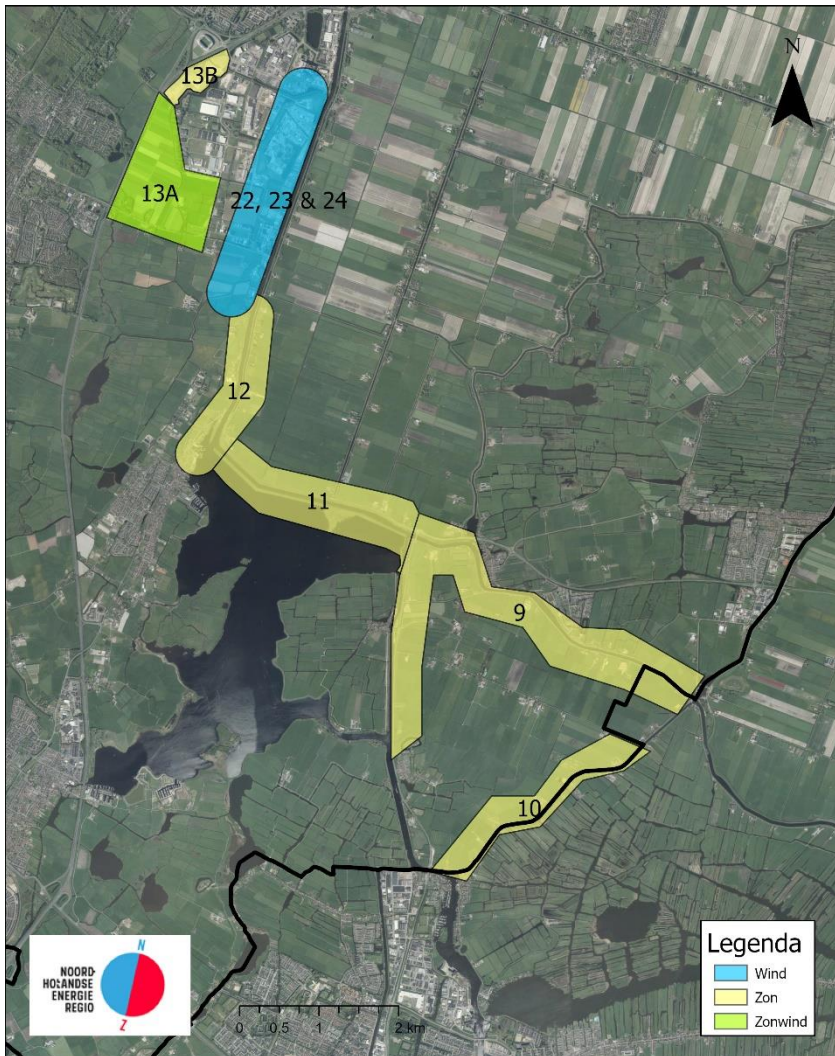 N
13B
13A
22, 23 & 24
12
11
9
10
N
NOORD-
HOLLANDSE
ENERGIE
REGIO
Z
0 0.5 1 2 km
Legenda
Wind
Zon
Zonwind